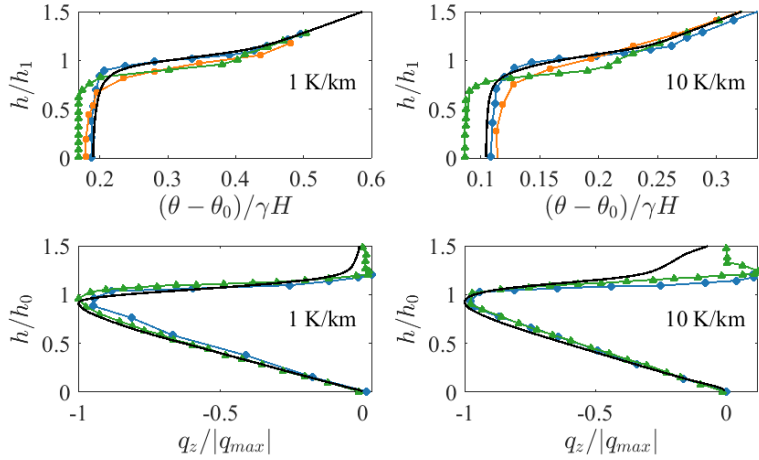 1.5
1
0.5
0
h/h₁
1 K/km
0.2 0.3 0.4 0.5 0.6
(θ − θ₀)/γH
1.5
1
0.5
0
h/h₁
10 K/km
0.1 0.15 0.2 0.25 0.3
(θ − θ₀)/γH
1.5
1
0.5
0
h/h₀
1 K/km
-1 -0.5 0
q_z/|q_max|
1.5
1
0.5
0
h/h₀
10 K/km
-1 -0.5 0
q_z/|q_max|